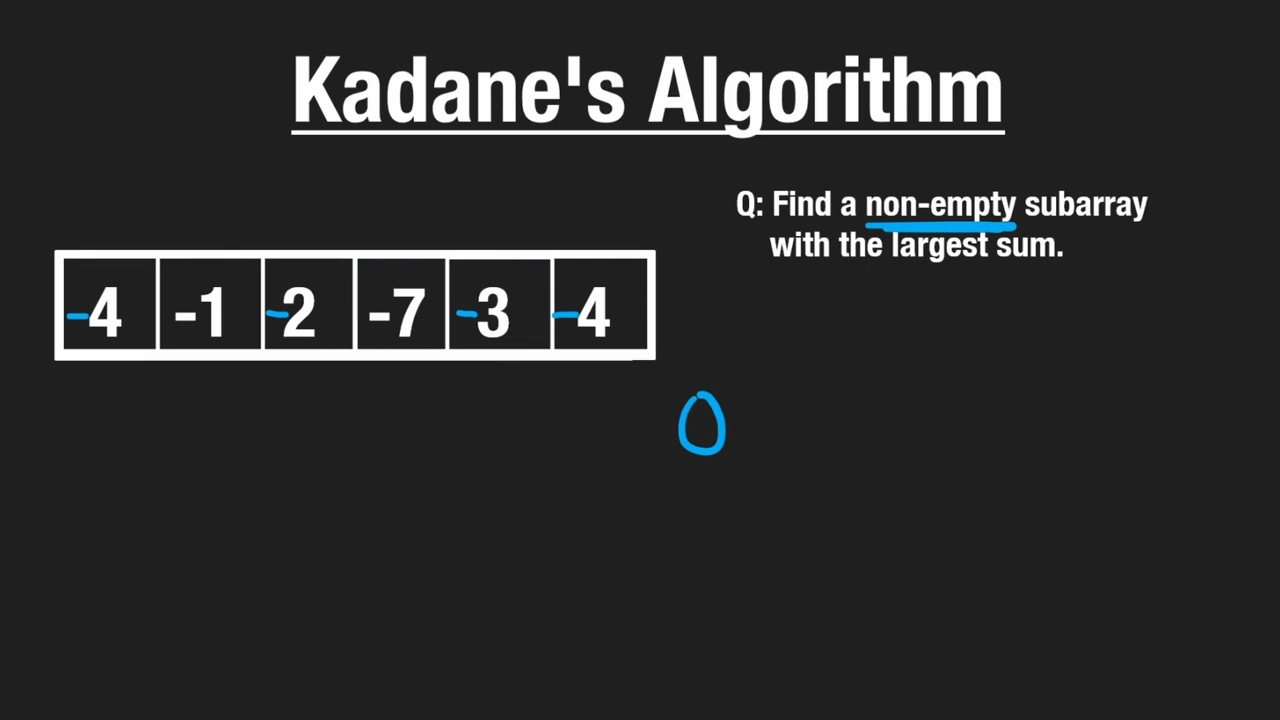 Kadane's Algorithm
Q: Find a non-empty subarray
with the largest sum.
-4 -1 -2 -7 -3 -4
0